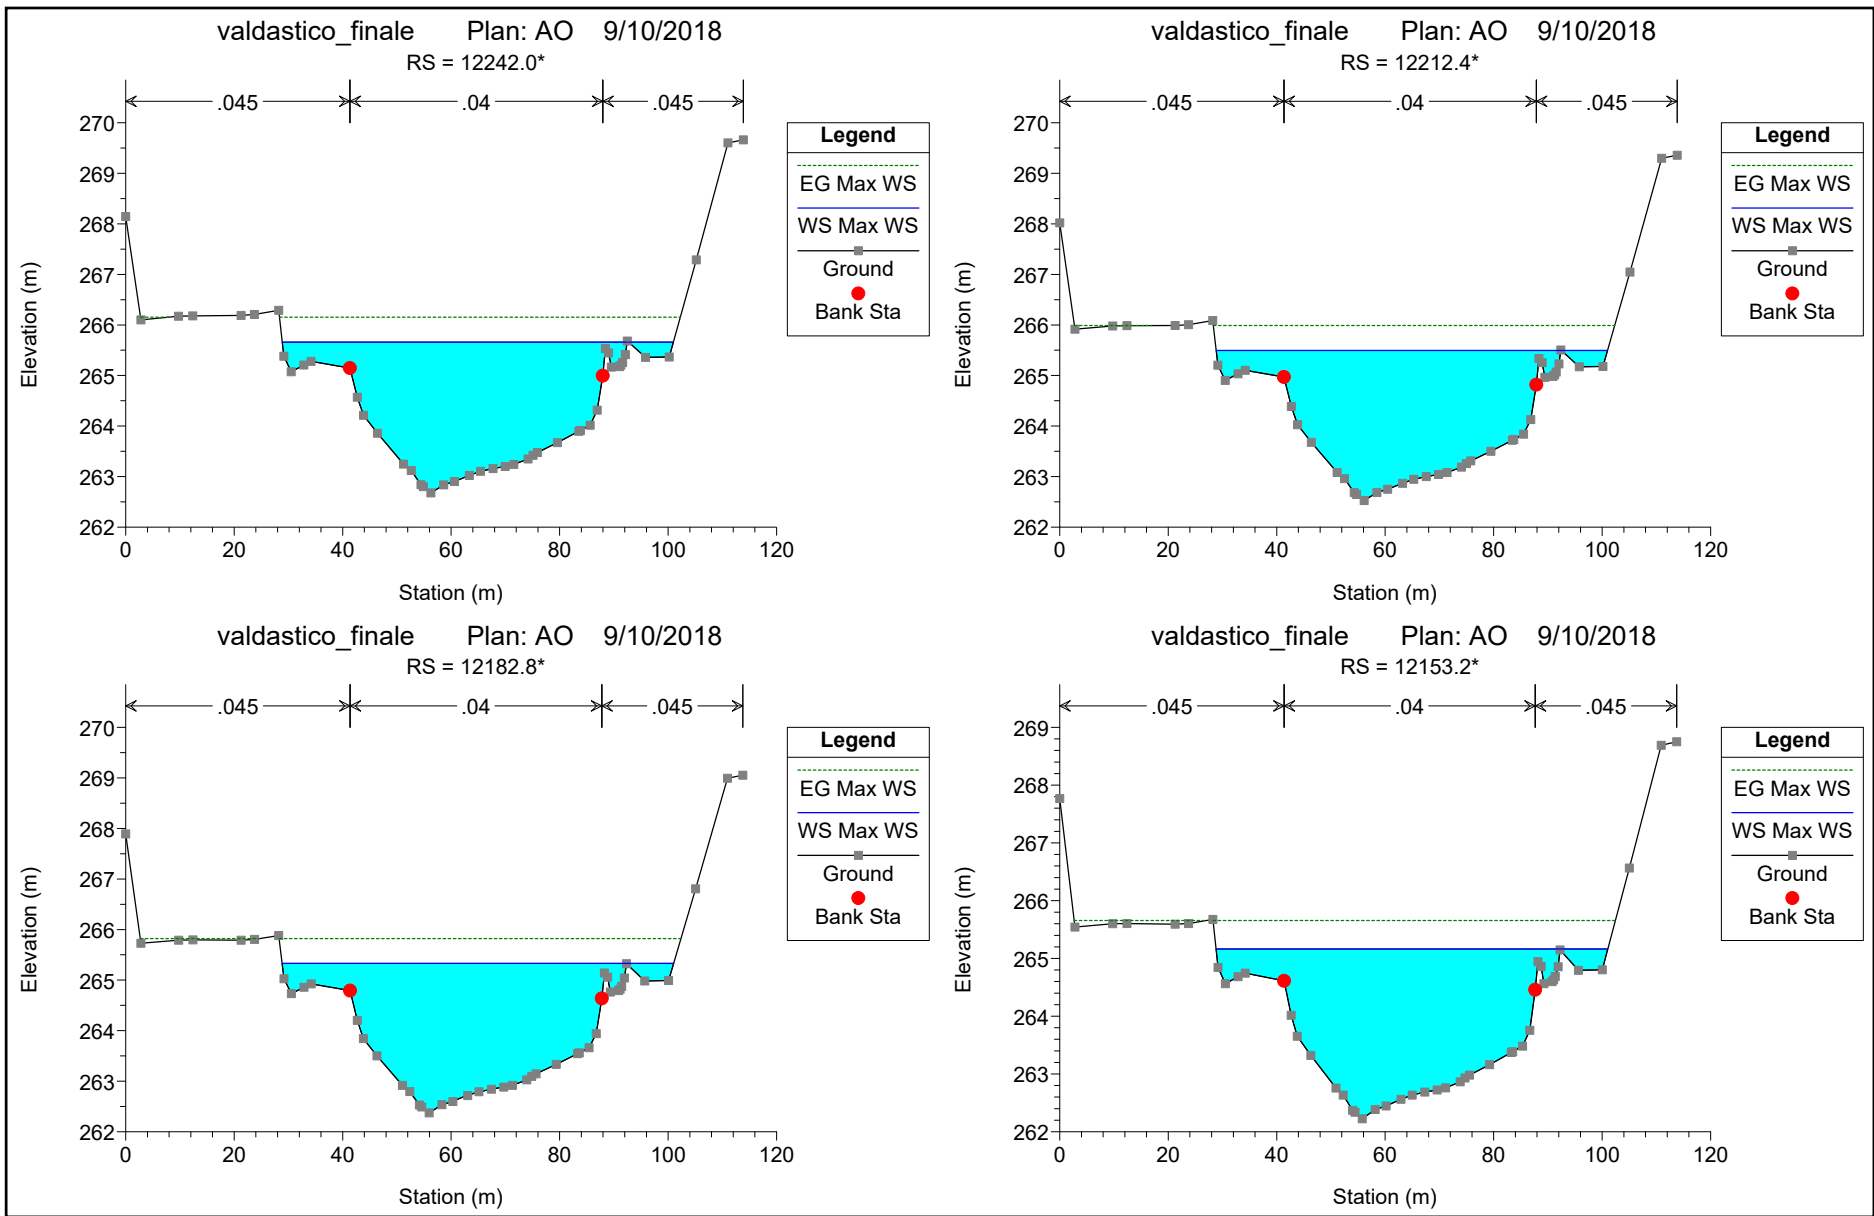 valdastico_finale Plan: AO 9/10/2018
RS = 12242.0*
.045 .04 .045
270
269
268
267
266
265
264
263
262
Elevation (m)
0 20 40 60 80 100 120
Station (m)
Legend
EG Max WS
WS Max WS
Ground
Bank Sta
valdastico_finale Plan: AO 9/10/2018
RS = 12212.4*
.045 .04 .045
270
269
268
267
266
265
264
263
262
Elevation (m)
0 20 40 60 80 100 120
Station (m)
Legend
EG Max WS
WS Max WS
Ground
Bank Sta
valdastico_finale Plan: AO 9/10/2018
RS = 12182.8*
.045 .04 .045
270
269
268
267
266
265
264
263
262
Elevation (m)
0 20 40 60 80 100 120
Station (m)
Legend
EG Max WS
WS Max WS
Ground
Bank Sta
valdastico_finale Plan: AO 9/10/2018
RS = 12153.2*
.045 .04 .045
269
268
267
266
265
264
263
262
Elevation (m)
0 20 40 60 80 100 120
Station (m)
Legend
EG Max WS
WS Max WS
Ground
Bank Sta